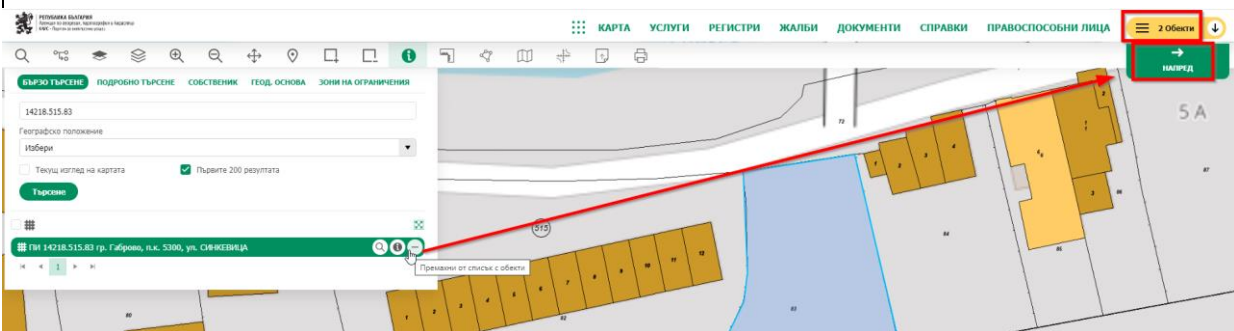 РЕПУБЛИКА БЪЛГАРИЯ
КАРТА УСЛУГИ РЕГИСТРИ ЖАЛБИ ДОКУМЕНТИ СПРАВКИ ПРАВОСПОСОБНИ ЛИЦА 2 Обекти
НАПРЕД
БЪРЗО ТЪРСЕНЕ ПОДРОБНО ТЪРСЕНЕ СОБСТВЕНИК ГЕОД. ОСНОВА ЗОНИ НА ОГРАНИЧЕНИЯ
14218.515.83
Географско положение
Избери
Текущ изглед на картата Първите 200 резултата
Търсене
ПИ 14218.515.83 гр. Габрово, п.к. 5300, ул. СИНКЕВИЦА
1
Премахни от списък с обекти
5 А
515